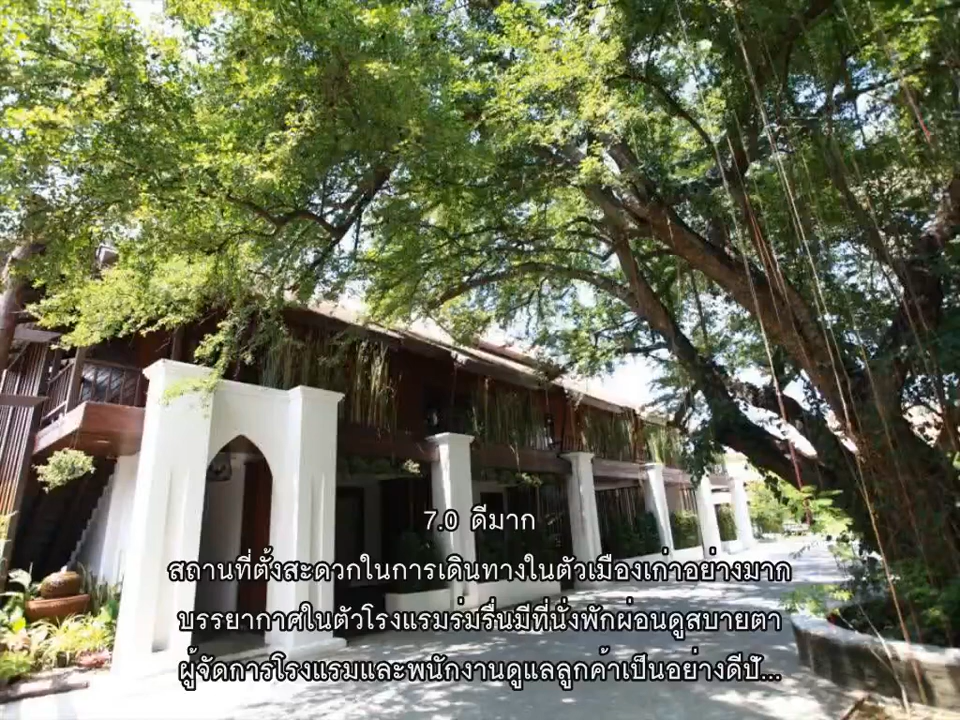 7.0 ดีมาก
สถานที่ตั้งสะดวกในการเดินทางในตัวเมืองเก่าอย่างมาก
บรรยากาศในตัวโรงแรมร่มรื่นมีที่นั่งพักผ่อนดูสบายตา
ผู้จัดการโรงแรมและพนักงานดูแลลูกค้าเป็นอย่างดีปั...